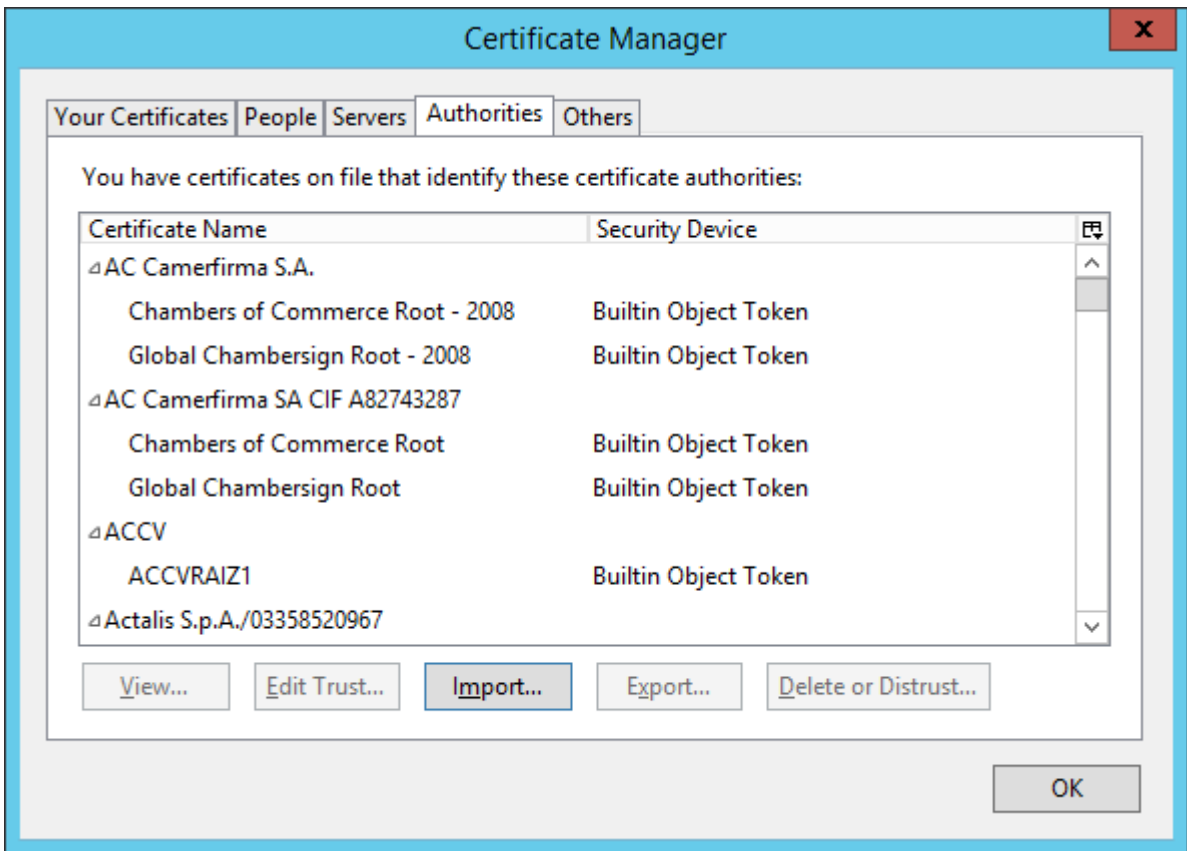 Certificate Manager
x
Your Certificates People Servers Authorities Others
You have certificates on file that identify these certificate authorities:
Certificate Name Security Device
AC Camerfirma S.A.
Chambers of Commerce Root - 2008 Builtin Object Token
Global Chambersign Root - 2008 Builtin Object Token
AC Camerfirma SA CIF A82743287
Chambers of Commerce Root Builtin Object Token
Global Chambersign Root Builtin Object Token
ACCV
ACCVRAIZ1 Builtin Object Token
Actalis S.p.A./03358520967
View... Edit Trust... Import... Export... Delete or Distrust...
OK